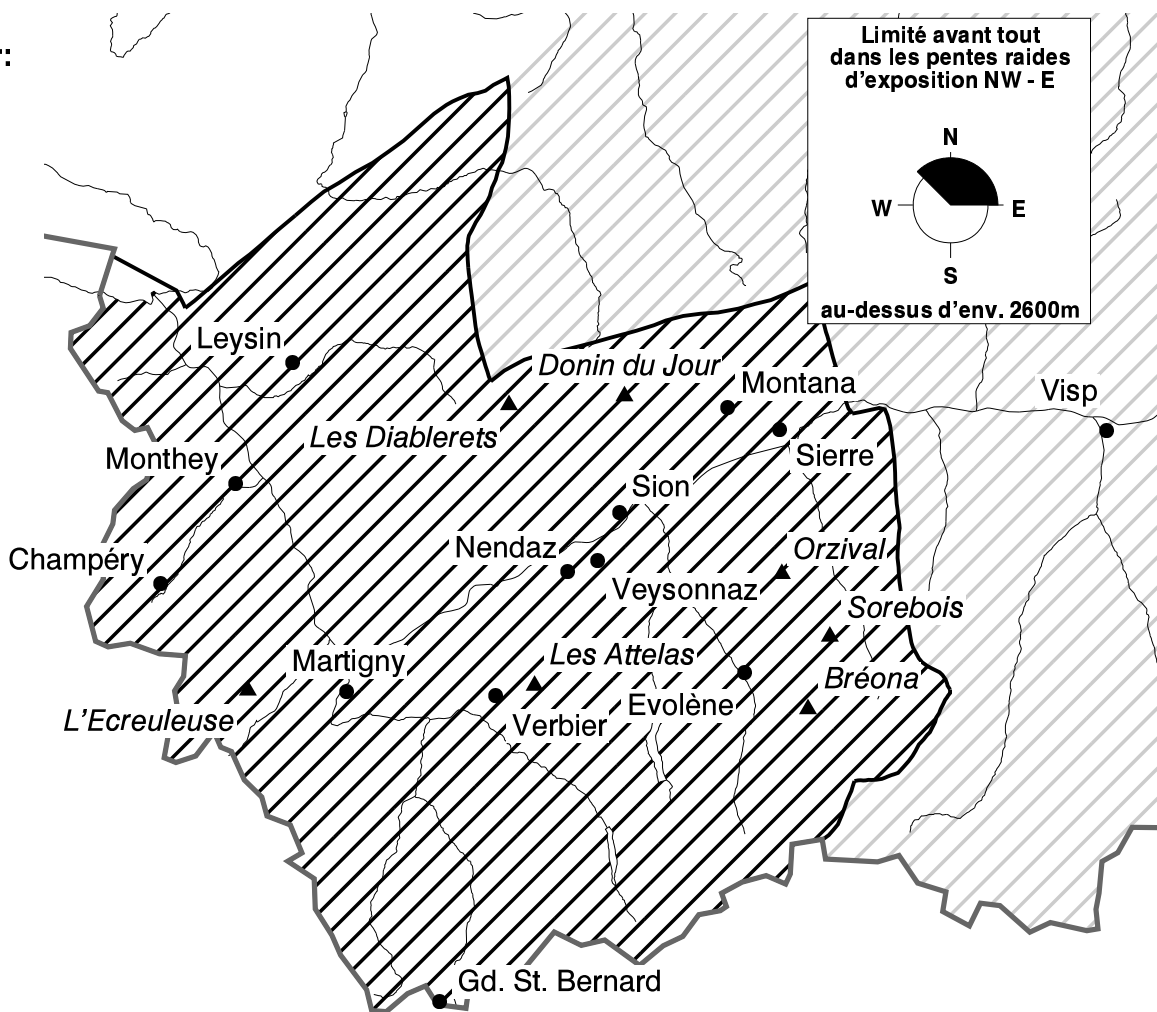 r:
Limité avant tout
dans les pentes raides
d'exposition NW - E
N
W
E
S
au-dessus d'env. 2600m
Leysin
Donin du Jour
Montana
Visp
Les Diablerets
Sierre
Monthey
Sion
Champéry
Nendaz
Orzival
Veysonnaz
Sorebois
Martigny
Les Attelas
Bréona
L'Ecreuleuse
Verbier
Evolène
Gd. St. Bernard